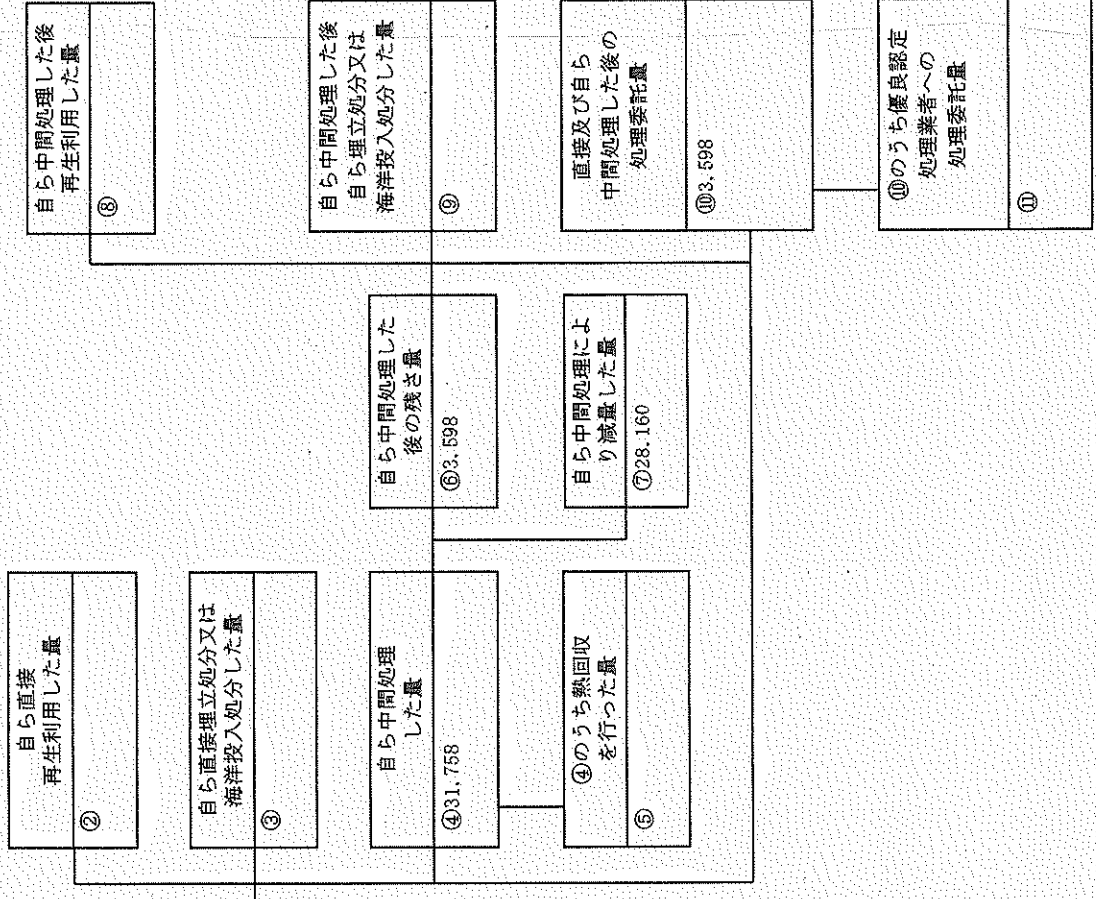 自ら直接
再生利用した量
②
自ら直接埋立処分又は
海洋投入処分した量
③
自ら中間処理
した量
④31,758
④のうち熱回収
を行った量
⑤
自ら中間処理した
後の残さ量
⑥3,598
自ら中間処理によ
り減量した量
⑦28.160
自ら中間処理した後
再生利用した量
⑧
自ら中間処理した後
自ら埋立処分又は
海洋投入処分した量
⑨
直接及び自ら
中間処理した後の
処理委託量
⑩3,598
⑩のうち優良認定
処理業者への
処理委託量
⑪